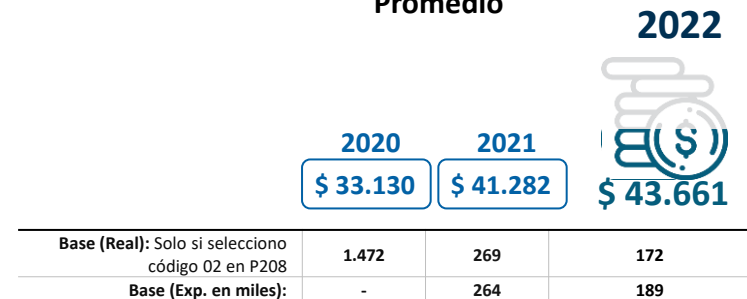 Promedio
2022
2020 2021
$ 33.130 $ 41.282 $ 43.661
Base (Real): Solo si selecciono código 02 en P208 1.472 269 172
Base (Exp. en miles): - 264 189